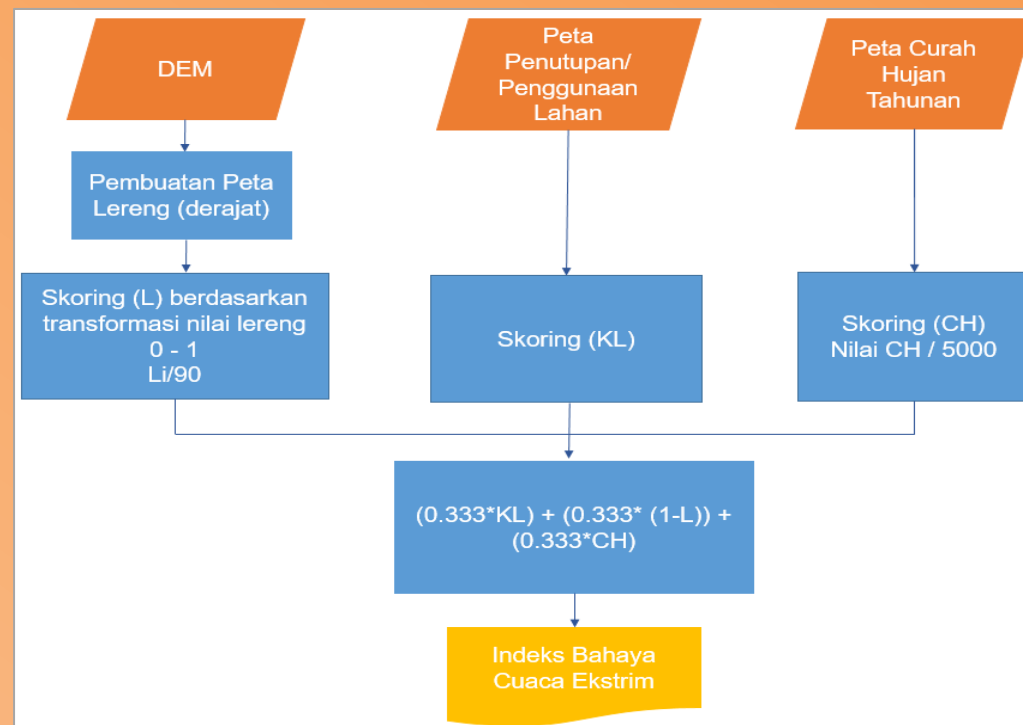 DEM
Peta
Penutupan/
Penggunaan
Lahan
Peta Curah
Hujan
Tahunan
Pembuatan Peta
Lereng (derajat)
Skoring (L) berdasarkan
transformasi nilai lereng
0 - 1
Li/90
Skoring (KL)
Skoring (CH)
Nilai CH / 5000
(0.333*KL) + (0.333* (1-L)) +
(0.333*CH)
Indeks Bahaya
Cuaca Ekstrim